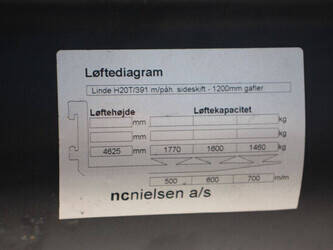 Løftediagram
Linde H20T/391 m/påh. sideskift - 1200mm gafler
Løftehøjde Løftekapacitet
mm kg
mm kg
4625 mm 1770 1600 1460 kg
500 600 700 m/m
ncnielsen a/s